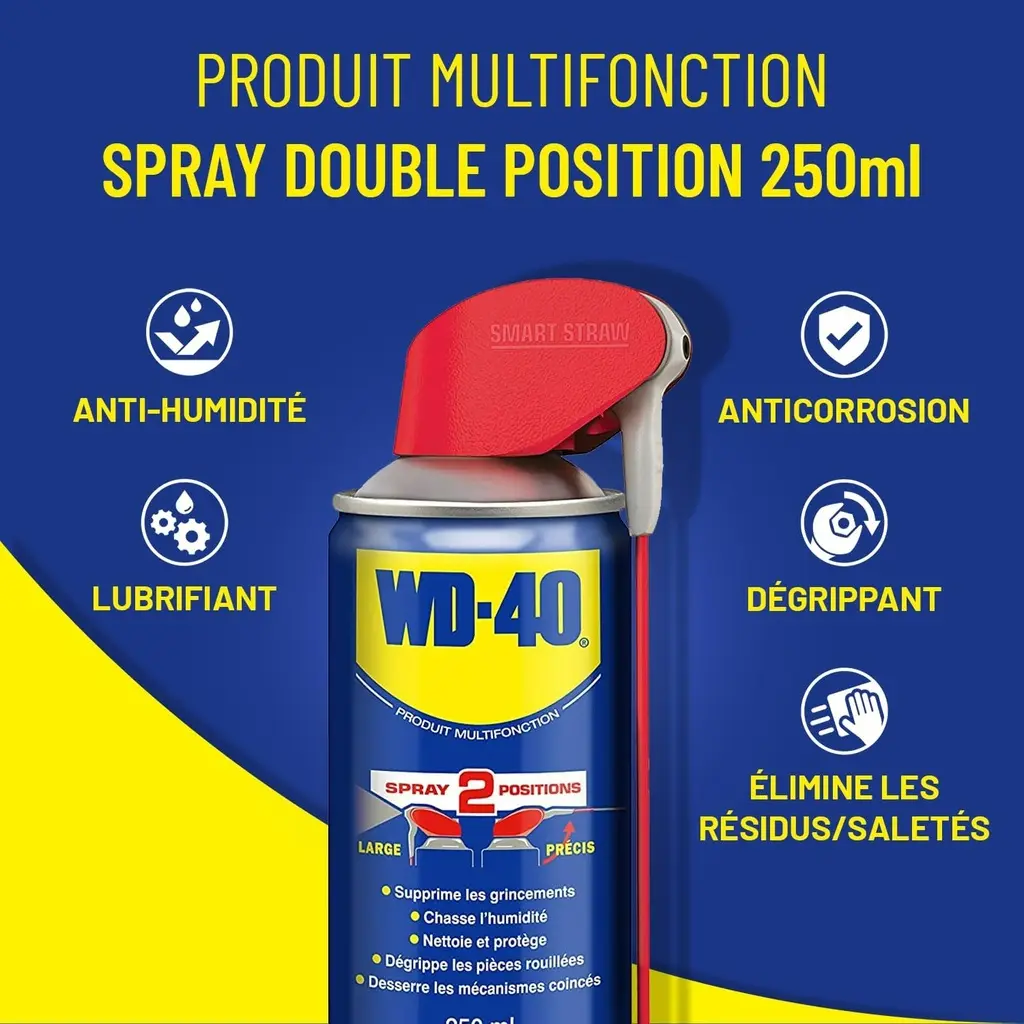 PRODUIT MULTIFONCTION
SPRAY DOUBLE POSITION 250ml
SMART STRAW
ANTI-HUMIDITÉ
ANTICORROSION
LUBRIFIANT
DÉGRIPPANT
WD-40®
PRODUIT MULTIFONCTION
SPRAY 2 POSITIONS
LARGE
PRÉCIS
ÉLIMINE LES
RÉSIDUS/SALETÉS
• Supprime les grincements
• Chasse l'humidité
• Nettoie et protège
• Dégrippe les pièces rouillées
• Desserre les mécanismes coincés
250 ml